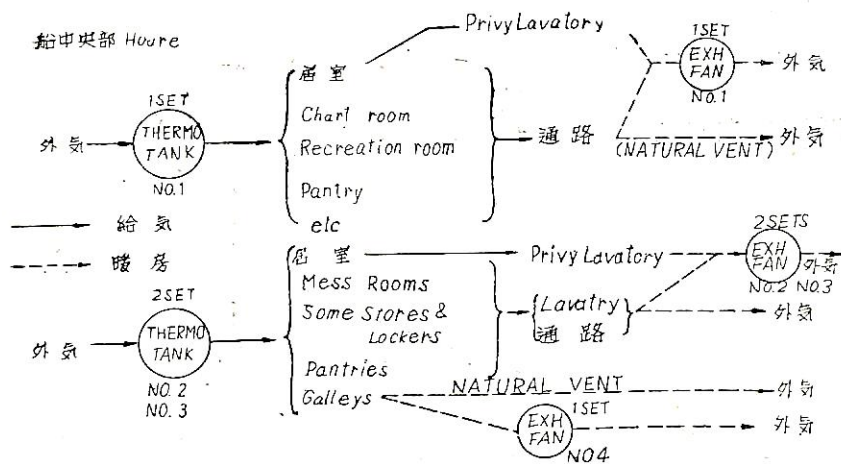 船中央部 Houre
Privy Lavatory
1SET
EXH FAN
NO.1
外気
居室
1SET
外気
THERMO TANK
NO.1
Chart room
Recreation room
Pantry
etc
通路
(NATURAL VENT)
外気
給気
暖房
居室
Mess Rooms
Some Stores &
Lockers
Pantries
Galleys
2SET
外気
THERMO TANK
NO.2
NO.3
Privy Lavatory
2SETS
EXH FAN
外気
NO.2 NO.3
Lavatry
通路
外気
NATURAL VENT
外気
1SET
EXH FAN
NO4
外気